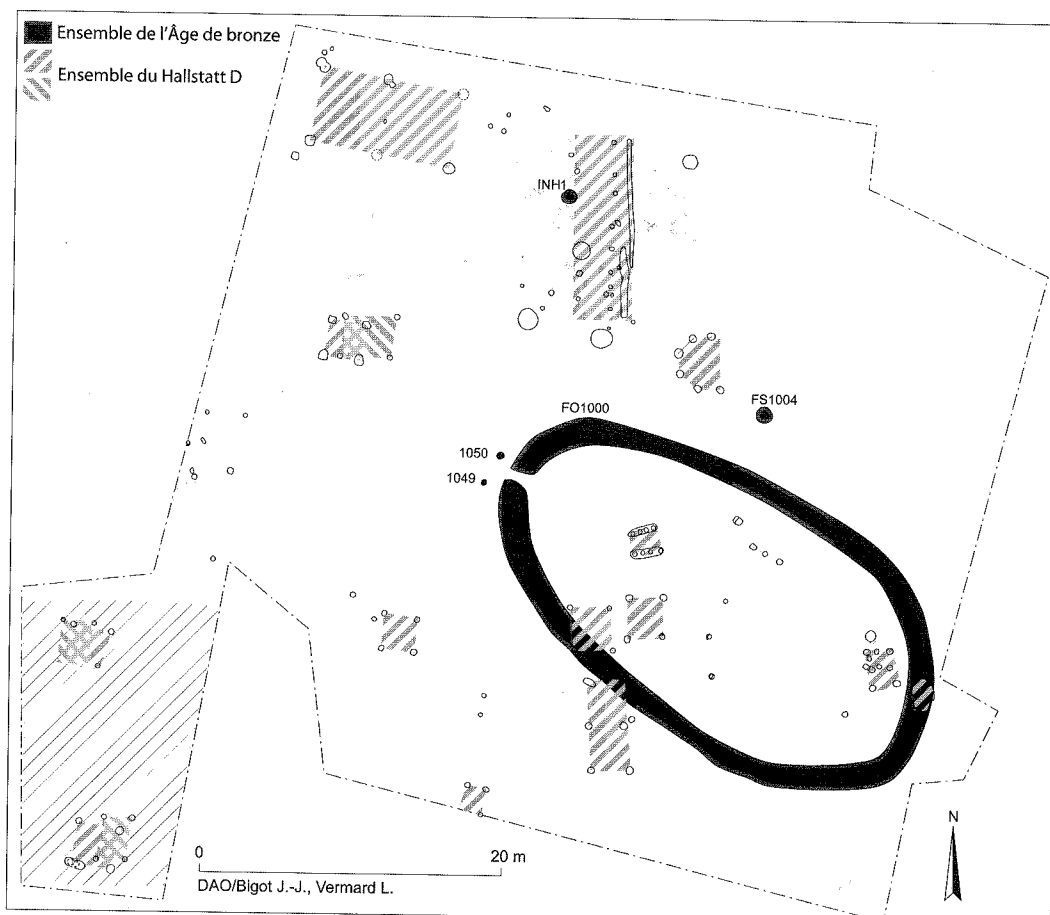 Ensemble de l'Âge de bronze
Ensemble du Hallstatt D
INH1
FS1004
FO1000
1050
1049
N
0
20 m
DAO/Bigot J.-J., Vermard L.